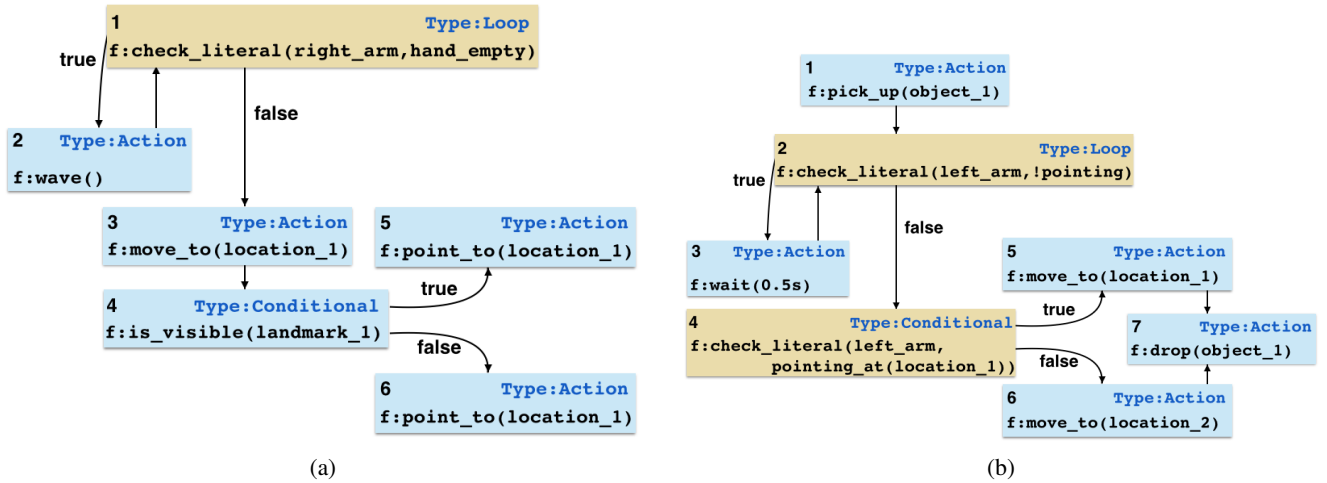 1 Type:Loop
f:check_literal(right_arm,hand_empty)
true
false
2 Type:Action
f:wave()
3 Type:Action
f:move_to(location_1)
5 Type:Action
f:point_to(location_1)
4 Type:Conditional
f:is_visible(landmark_1)
true
false
6 Type:Action
f:point_to(location_1)
(a)
1 Type:Action
f:pick_up(object_1)
2 Type:Loop
f:check_literal(left_arm,!pointing)
true
false
3 Type:Action
f:wait(0.5s)
5 Type:Action
f:move_to(location_1)
4 Type:Conditional
f:check_literal(left_arm,
pointing_at(location_1))
true
false
7 Type:Action
f:drop(object_1)
6 Type:Action
f:move_to(location_2)
(b)